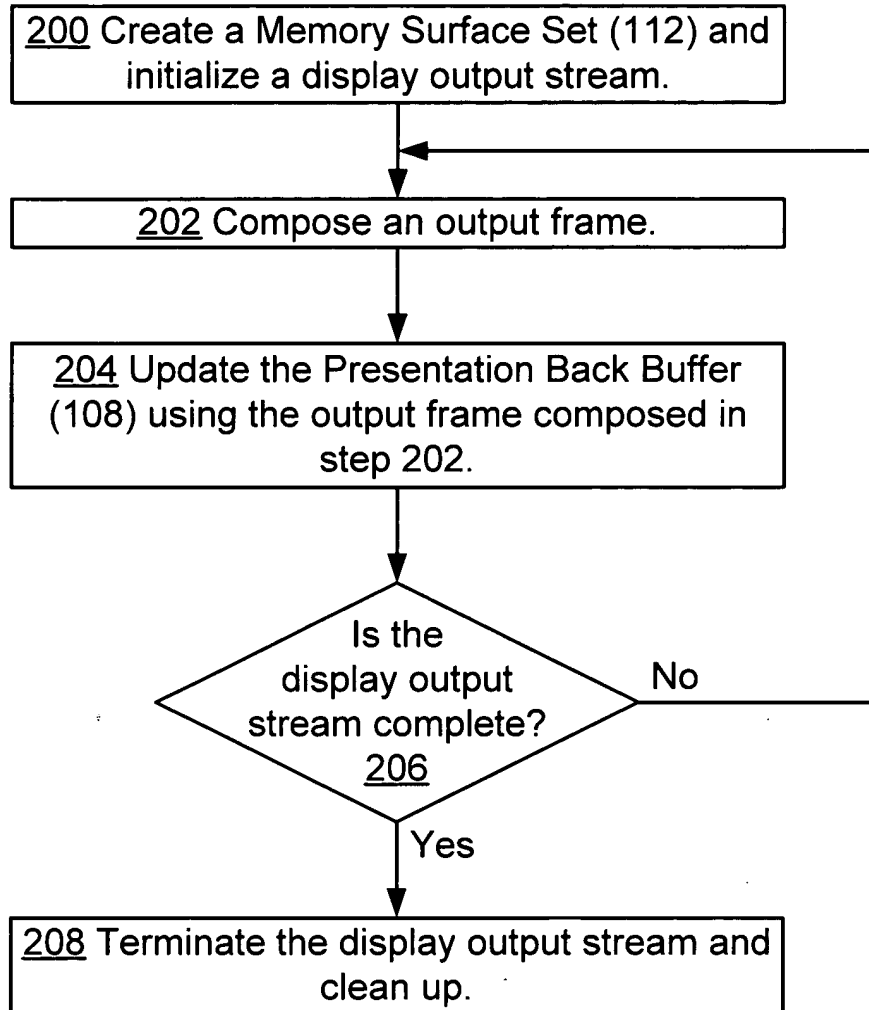 200 Create a Memory Surface Set (112) and
initialize a display output stream.
202 Compose an output frame.
204 Update the Presentation Back Buffer
(108) using the output frame composed in
step 202.
Is the
display output
stream complete?
206
No
Yes
208 Terminate the display output stream and
clean up.